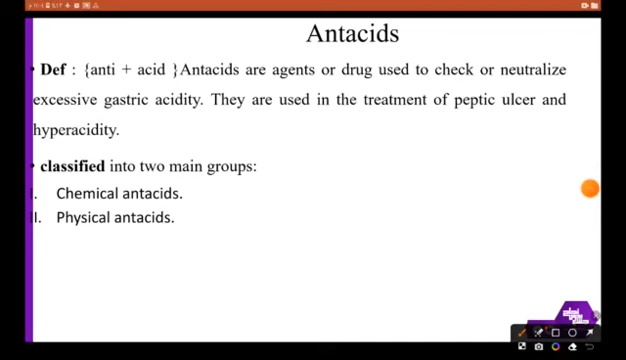 Antacids
• Def : {anti + acid }Antacids are agents or drug used to check or neutralize
excessive gastric acidity. They are used in the treatment of peptic ulcer and
hyperacidity.
• classified into two main groups:
I. Chemical antacids.
II. Physical antacids.